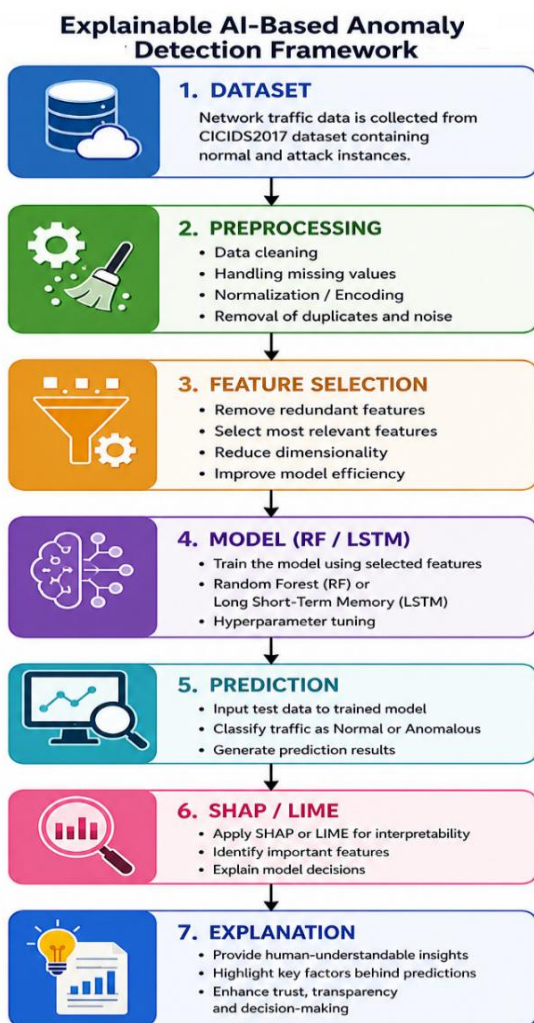 Explainable AI-Based Anomaly
Detection Framework
1. DATASET
Network traffic data is collected from
CICIDS2017 dataset containing
normal and attack instances.
2. PREPROCESSING
• Data cleaning
• Handling missing values
• Normalization / Encoding
• Removal of duplicates and noise
3. FEATURE SELECTION
• Remove redundant features
• Select most relevant features
• Reduce dimensionality
• Improve model efficiency
4. MODEL (RF / LSTM)
• Train the model using selected features
• Random Forest (RF) or
Long Short-Term Memory (LSTM)
• Hyperparameter tuning
5. PREDICTION
• Input test data to trained model
• Classify traffic as Normal or Anomalous
• Generate prediction results
6. SHAP / LIME
• Apply SHAP or LIME for interpretability
• Identify important features
• Explain model decisions
7. EXPLANATION
• Provide human-understandable insights
• Highlight key factors behind predictions
• Enhance trust, transparency
and decision-making